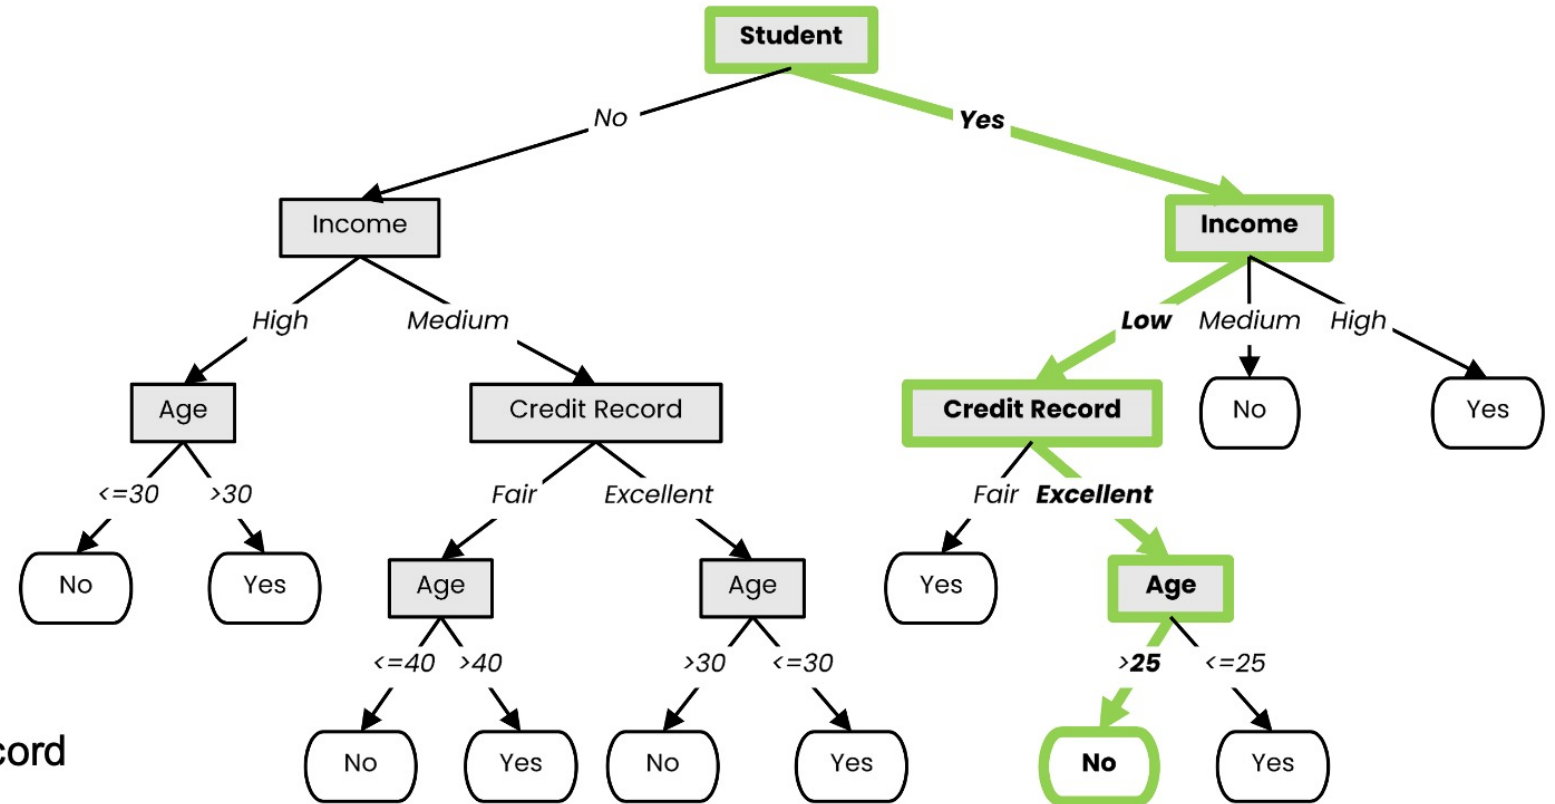 Student
No
Yes
Income
Income
High
Medium
Low
Medium
High
Age
Credit Record
Credit Record
No
Yes
<=30
>30
Fair
Excellent
Fair
Excellent
No
Yes
Age
Age
Yes
Age
<=40
>40
>30
<=30
>25
<=25
No
Yes
No
Yes
No
Yes
cord